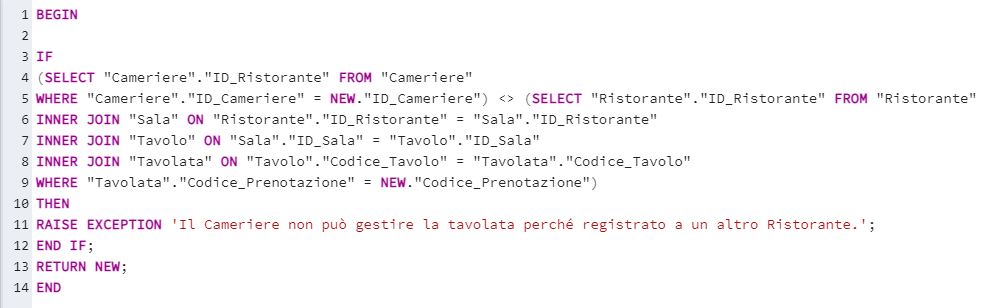 1 BEGIN
2
3 IF
4 (SELECT "Cameriere"."ID_Ristorante" FROM "Cameriere"
5 WHERE "Cameriere"."ID_Cameriere" = NEW."ID_Cameriere") <> (SELECT "Ristorante"."ID_Ristorante" FROM "Ristorante"
6 INNER JOIN "Sala" ON "Ristorante"."ID_Ristorante" = "Sala"."ID_Ristorante"
7 INNER JOIN "Tavolo" ON "Sala"."ID_Sala" = "Tavolo"."ID_Sala"
8 INNER JOIN "Tavolata" ON "Tavolo"."Codice_Tavolo" = "Tavolata"."Codice_Tavolo"
9 WHERE "Tavolata"."Codice_Prenotazione" = NEW."Codice_Prenotazione")
10 THEN
11 RAISE EXCEPTION 'Il Cameriere non può gestire la tavolata perché registrato a un altro Ristorante.';
12 END IF;
13 RETURN NEW;
14 END